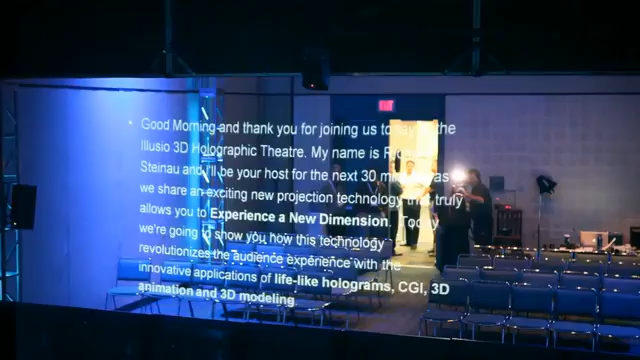 • Good Morning and thank you for joining us today the
Illusio 3D Holographic Theatre. My name is
Steinau and I'll be your host for the next 30 as
we share an exciting new projection technology that truly
allows you to Experience a New Dimension. Today
we're going to show you how this technology
revolutionizes the audience experience with the
innovative applications of life-like holograms, CGI, 3D
animation and 3D modeling